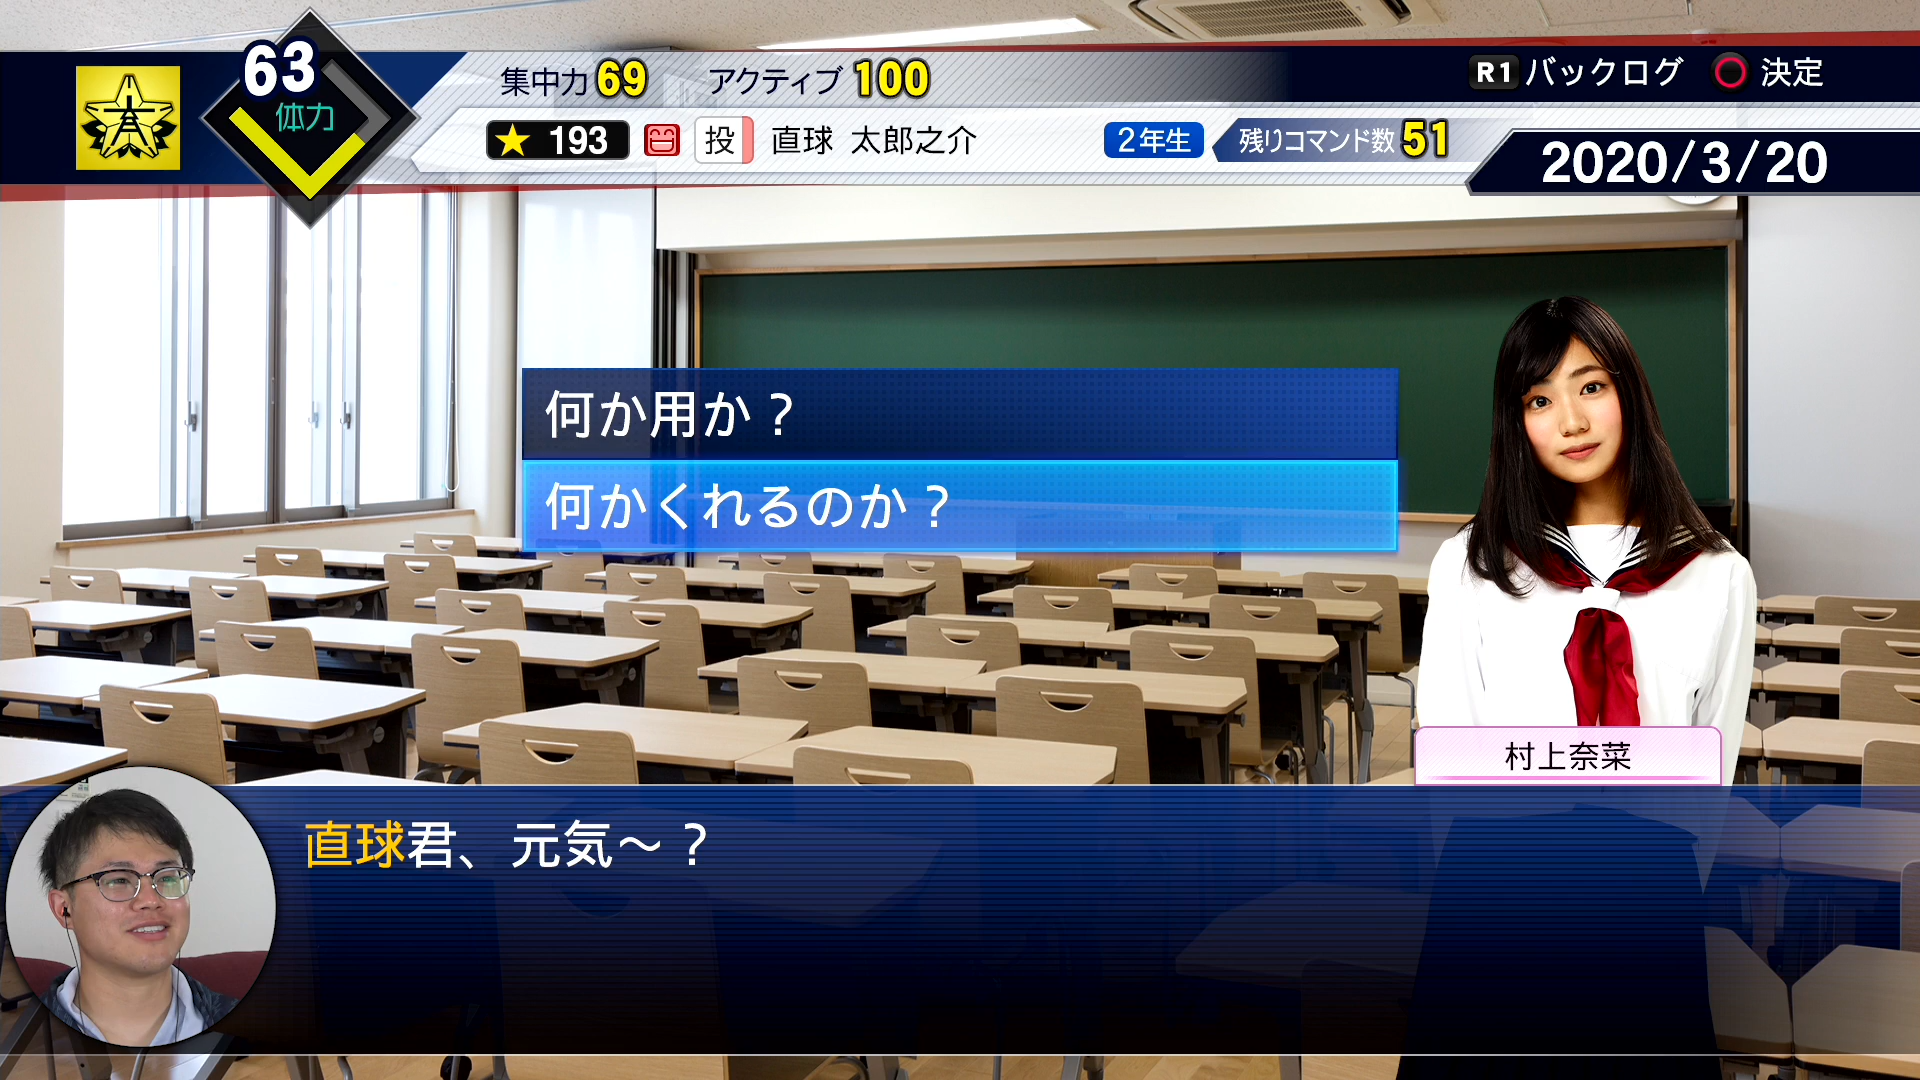 63
体力
集中力 69 アクティブ 100
R1 バックログ 決定
193 投 直球 太郎之介
2年生 残りコマンド数 51
2020/3/20
何か用か？
何かくれるのか？
村上奈菜
直球君、元気～？